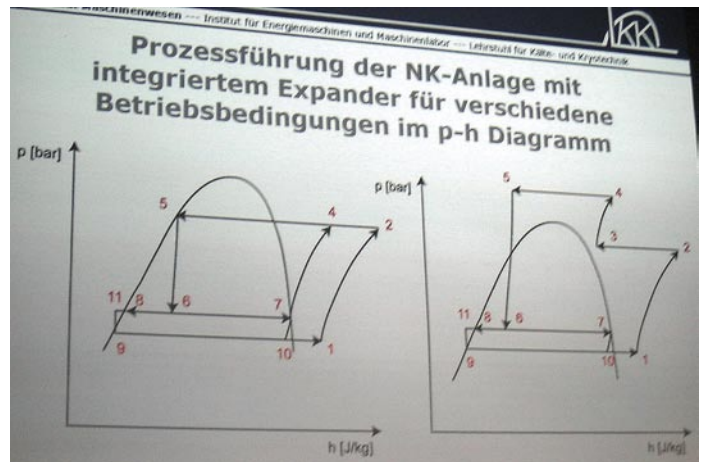 Maschinenwesen --- Institut für Energiemaschinen und Maschinenlabor --- Lehrstuhl für Kälte- und Kryotechnik
KK
Prozessführung der NK-Anlage mit
integriertem Expander für verschiedene
Betriebsbedingungen im p-h Diagramm
p [bar]
5
4
2
11
8
6
7
9
10
1
h [J/kg]
p [bar]
5
4
3
2
11
8
6
7
9
10
1
h [J/kg]